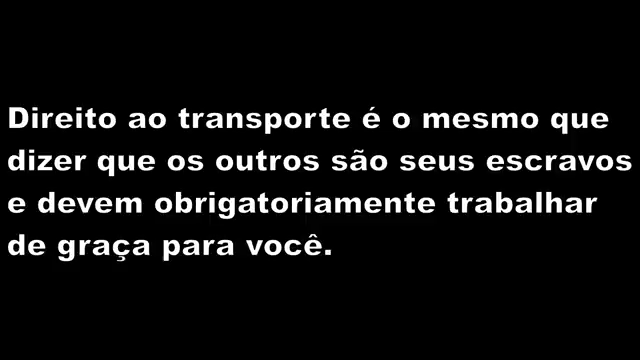 Direito ao transporte é o mesmo que
dizer que os outros são seus escravos
e devem obrigatoriamente trabalhar
de graça para você.